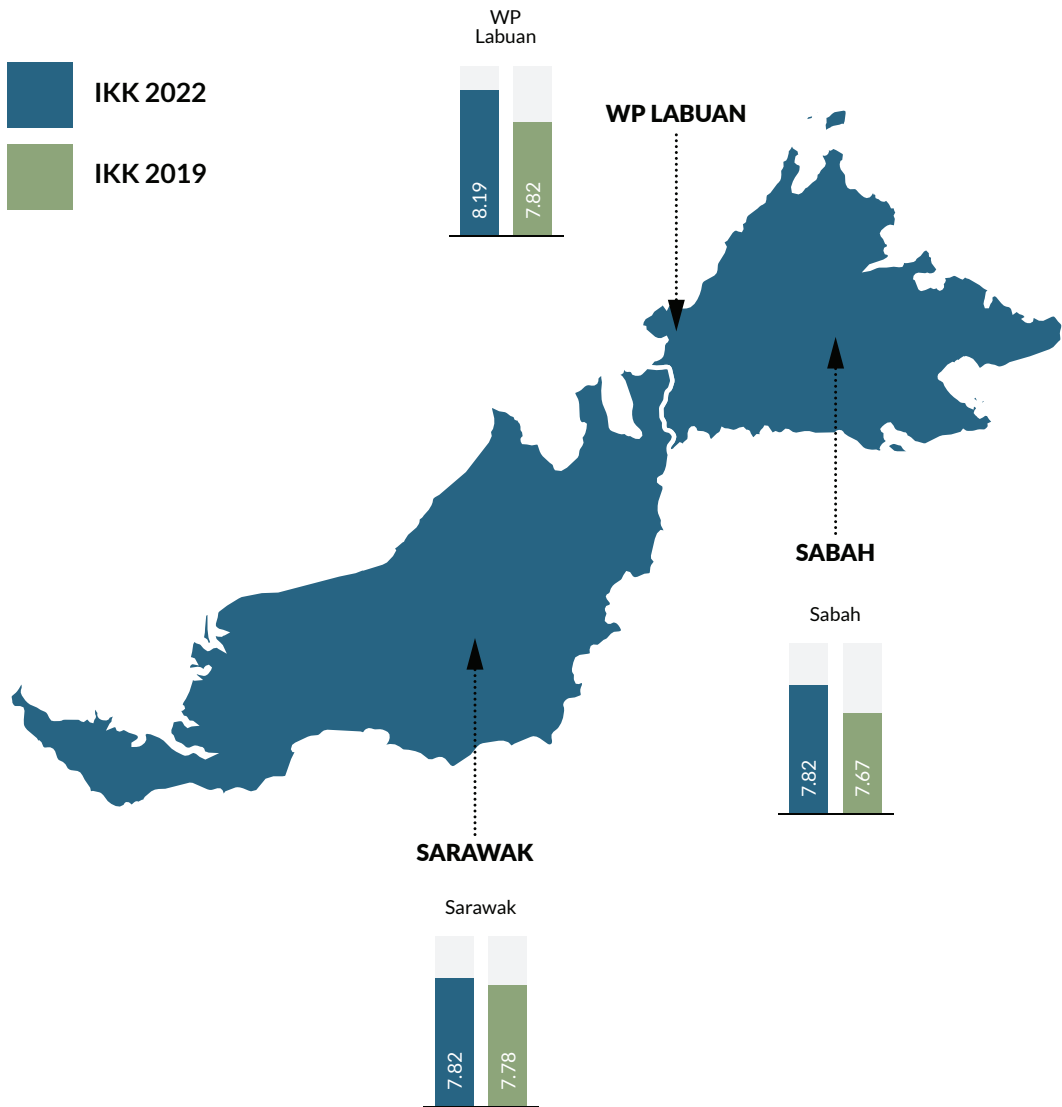 WP
Labuan
IKK 2022
IKK 2019
8.19
7.82
WP LABUAN
SABAH
Sabah
7.82
7.67
SARAWAK
Sarawak
7.82
7.78